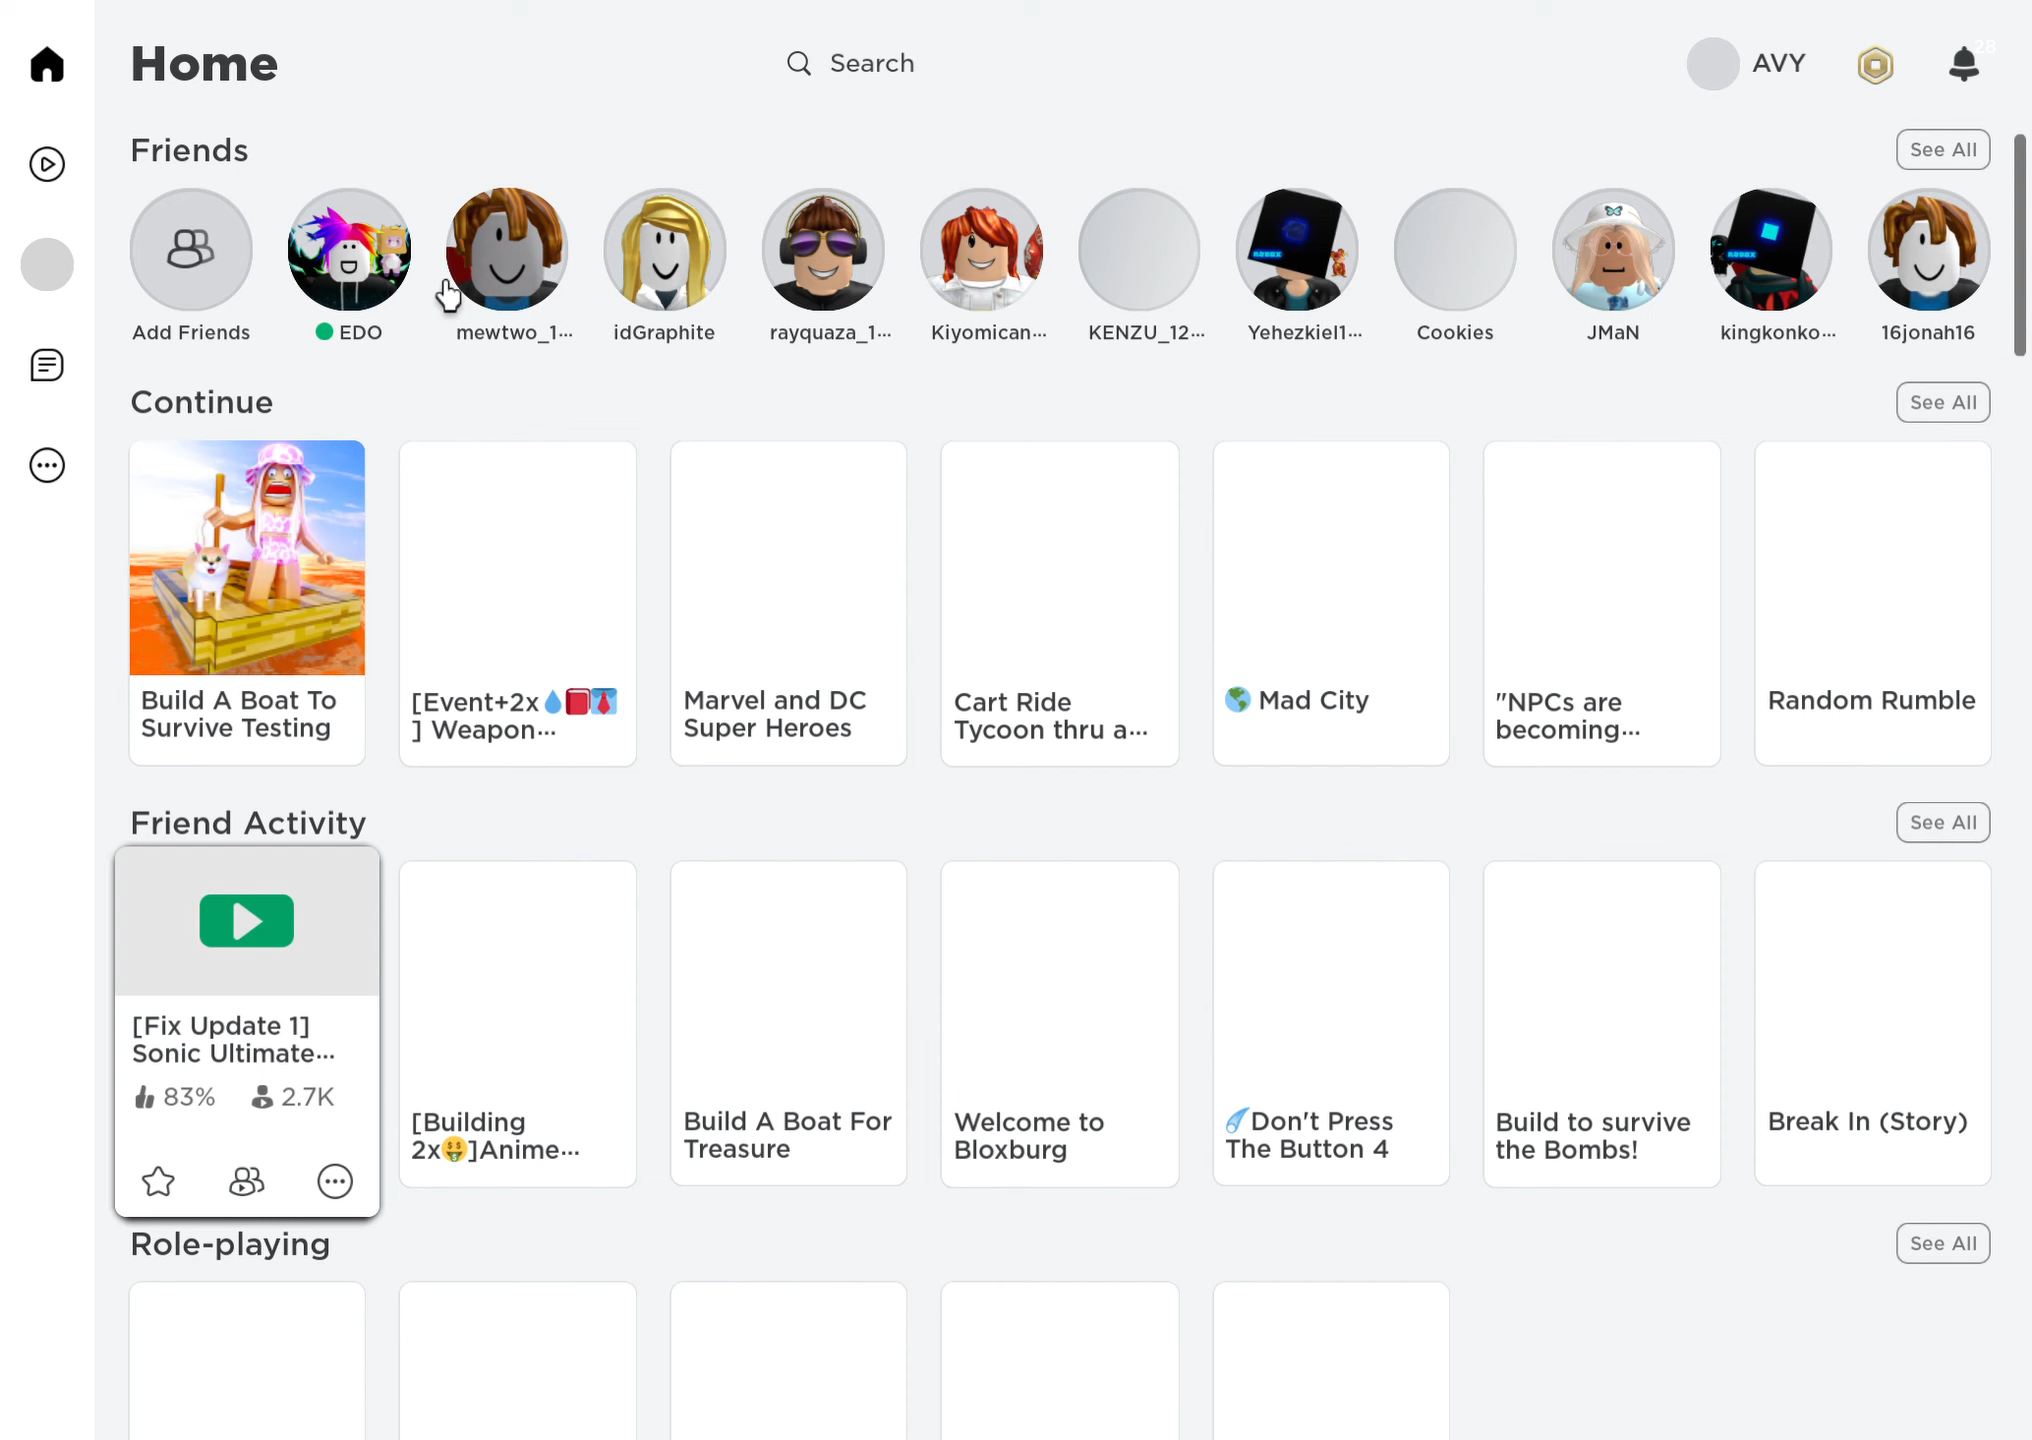 Home
Search
AVY
28
Friends
See All
Add Friends
EDO
mewtwo_1...
idGraphite
rayquaza_1...
Kiyomican...
KENZU_12...
Yehezkiel1...
Cookies
JMaN
kingkonko...
16jonah16
Continue
See All
Build A Boat To
Survive Testing
[Event+2x💧📕👔
] Weapon...
Marvel and DC
Super Heroes
Cart Ride
Tycoon thru a...
🌎 Mad City
"NPCs are
becoming...
Random Rumble
Friend Activity
See All
[Fix Update 1]
Sonic Ultimate...
83%
2.7K
[Building
2x🤑]Anime...
Build A Boat For
Treasure
Welcome to
Bloxburg
☄️Don't Press
The Button 4
Build to survive
the Bombs!
Break In (Story)
Role-playing
See All